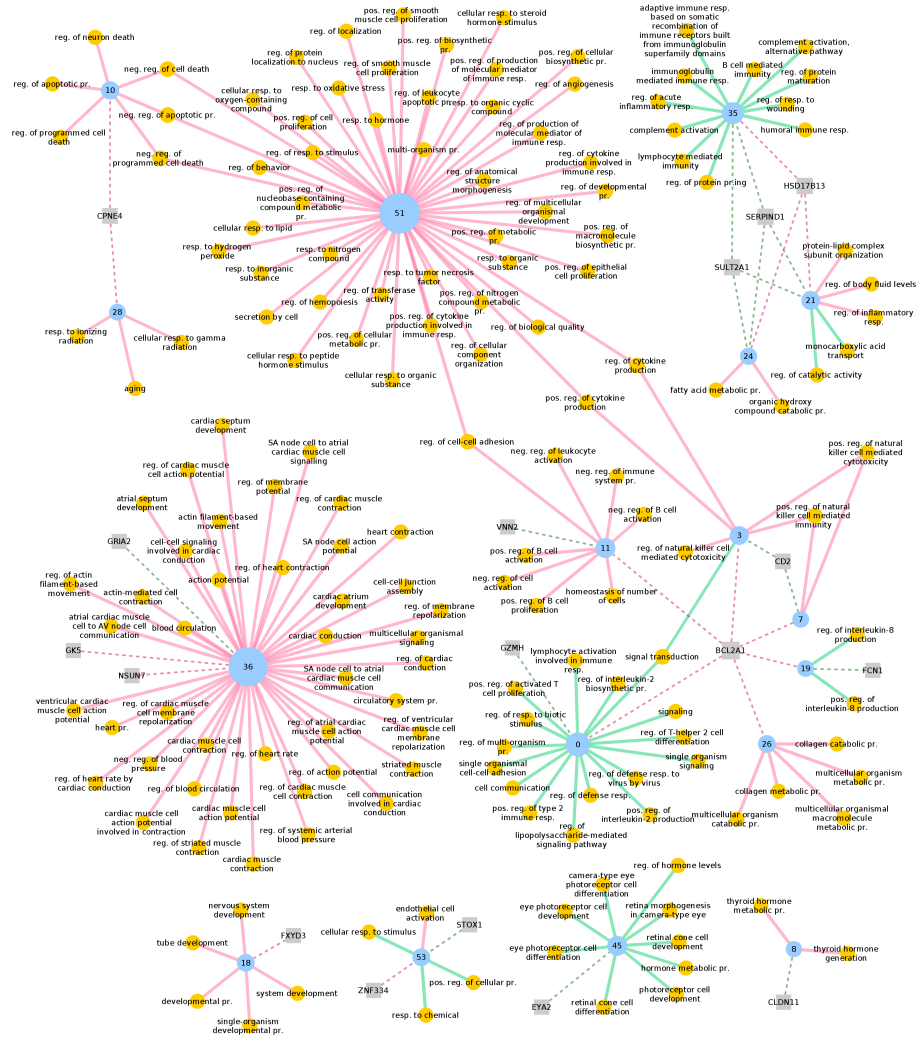 reg. of neuron death
10
reg. of apoptotic pr.
neg. reg. of cell death
neg. reg. of apoptotic pr.
reg. of programmed cell
death
neg. reg. of
programmed cell death
CPNE4
28
resp. to ionizing
radiation
cellular resp. to gamma
radiation
aging
pos. reg. of smooth
muscle cell proliferation
cellular resp. to steroid
hormone stimulus
reg. of localization
pos. reg. of biosynthetic
pr.
reg. of protein
localization to nucleus
pos. reg. of cellular
biosynthetic pr.
reg. of smooth muscle
cell proliferation
pos. reg. of production
of molecular mediator
of immune resp.
resp. to oxidative stress
reg. of angiogenesis
cellular resp. to
oxygen-containing
compound
reg. of leukocyte
apoptotic pr.
resp. to organic cyclic
compound
pos. reg. of cell
proliferation
resp. to hormone
reg. of production of
molecular mediator of
immune resp.
reg. of resp. to stimulus
multi-organism pr.
reg. of cytokine
production involved in
immune resp.
reg. of behavior
reg. of anatomical
structure
morphogenesis
reg. of developmental
pr.
pos. reg. of
nucleobase-containing
compound metabolic
pr.
51
reg. of multicellular
organismal
development
cellular resp. to lipid
pos. reg. of metabolic
pr.
pos. reg. of
macromolecule
biosynthetic pr.
resp. to hydrogen
peroxide
resp. to nitrogen
compound
resp. to organic
substance
resp. to inorganic
substance
resp. to tumor necrosis
factor
pos. reg. of epithelial
cell proliferation
reg. of transferase
activity
reg. of hemopoiesis
pos. reg. of nitrogen
compound metabolic
pr.
secretion by cell
pos. reg. of cytokine
production involved in
immune resp.
reg. of biological quality
pos. reg. of cellular
metabolic pr.
reg. of cellular
component
organization
cellular resp. to peptide
hormone stimulus
cellular resp. to organic
substance
reg. of cytokine
production
pos. reg. of cytokine
production
reg. of cell-cell adhesion
adaptive immune resp.
based on somatic
recombination of
immune receptors built
from immunoglobulin
superfamily domains
complement activation,
alternative pathway
B cell mediated
immunity
immunoglobulin
mediated immune resp.
reg. of protein
maturation
reg. of acute
inflammatory resp.
35
reg. of resp. to
wounding
complement activation
humoral immune resp.
lymphocyte mediated
immunity
reg. of protein pr:ing
HSD17B13
SERPIND1
SULT2A1
protein-lipid complex
subunit organization
reg. of body fluid levels
21
reg. of inflammatory
resp.
monocarboxylic acid
transport
24
reg. of catalytic activity
fatty acid metabolic pr.
organic hydroxy
compound catabolic pr.
cardiac septum
development
SA node cell to atrial
cardiac muscle cell
signalling
reg. of cardiac muscle
cell action potential
reg. of membrane
potential
atrial septum
development
reg. of cardiac muscle
contraction
actin filament-based
movement
GRIA2
heart contraction
cell-cell signaling
involved in cardiac
conduction
SA node cell action
potential
reg. of heart contraction
reg. of actin
filament-based
movement
action potential
cell-cell junction
assembly
actin-mediated cell
contraction
cardiac atrium
development
reg. of membrane
repolarization
atrial cardiac muscle
cell to AV node cell
communication
blood circulation
cardiac conduction
multicellular organismal
signaling
GK5
36
reg. of cardiac
conduction
NSUN7
SA node cell to atrial
cardiac muscle cell
communication
ventricular cardiac
muscle cell action
potential
reg. of cardiac muscle
cell membrane
repolarization
circulatory system pr.
heart pr.
reg. of atrial cardiac
muscle cell action
potential
reg. of ventricular
cardiac muscle cell
membrane
repolarization
cardiac muscle cell
contraction
reg. of heart rate
neg. reg. of blood
pressure
striated muscle
contraction
reg. of heart rate by
cardiac conduction
reg. of action potential
reg. of blood circulation
reg. of cardiac muscle
cell contraction
cell communication
involved in cardiac
conduction
cardiac muscle cell
action potential
involved in contraction
cardiac muscle cell
action potential
reg. of systemic arterial
blood pressure
reg. of striated muscle
contraction
cardiac muscle
contraction
neg. reg. of leukocyte
activation
neg. reg. of immune
system pr.
neg. reg. of B cell
activation
VNN2
11
pos. reg. of B cell
activation
neg. reg. of cell
activation
pos. reg. of B cell
proliferation
homeostasis of number
of cells
pos. reg. of natural
killer cell mediated
cytotoxicity
pos. reg. of natural
killer cell mediated
immunity
3
reg. of natural killer cell
mediated cytotoxicity
CD2
7
GZMH
BCL2A1
lymphocyte activation
involved in immune
resp.
signal transduction
reg. of interleukin-8
production
19
FCN1
pos. reg. of
interleukin-8 production
pos. reg. of activated T
cell proliferation
reg. of interleukin-2
biosynthetic pr.
reg. of resp. to biotic
stimulus
signaling
0
reg. of multi-organism
pr.
reg. of T-helper 2 cell
differentiation
single organismal
cell-cell adhesion
single organism
signaling
cell communication
reg. of defense resp. to
virus by virus
reg. of defense resp.
pos. reg. of type 2
immune resp.
pos. reg. of
interleukin-2 production
reg. of
lipopolysaccharide-mediated
signaling pathway
26
collagen catabolic pr.
multicellular organism
metabolic pr.
collagen metabolic pr.
multicellular organism
catabolic pr.
multicellular organismal
macromolecule
metabolic pr.
nervous system
development
FXYD3
tube development
18
developmental pr.
system development
single-organism
developmental pr.
endothelial cell
activation
STOX1
cellular resp. to stimulus
53
ZNF334
pos. reg. of cellular pr.
resp. to chemical
reg. of hormone levels
camera-type eye
photoreceptor cell
differentiation
eye photoreceptor cell
development
retina morphogenesis
in camera-type eye
eye photoreceptor cell
differentiation
45
retinal cone cell
development
hormone metabolic pr.
EYA2
retinal cone cell
differentiation
photoreceptor cell
development
thyroid hormone
metabolic pr.
8
thyroid hormone
generation
CLDN11